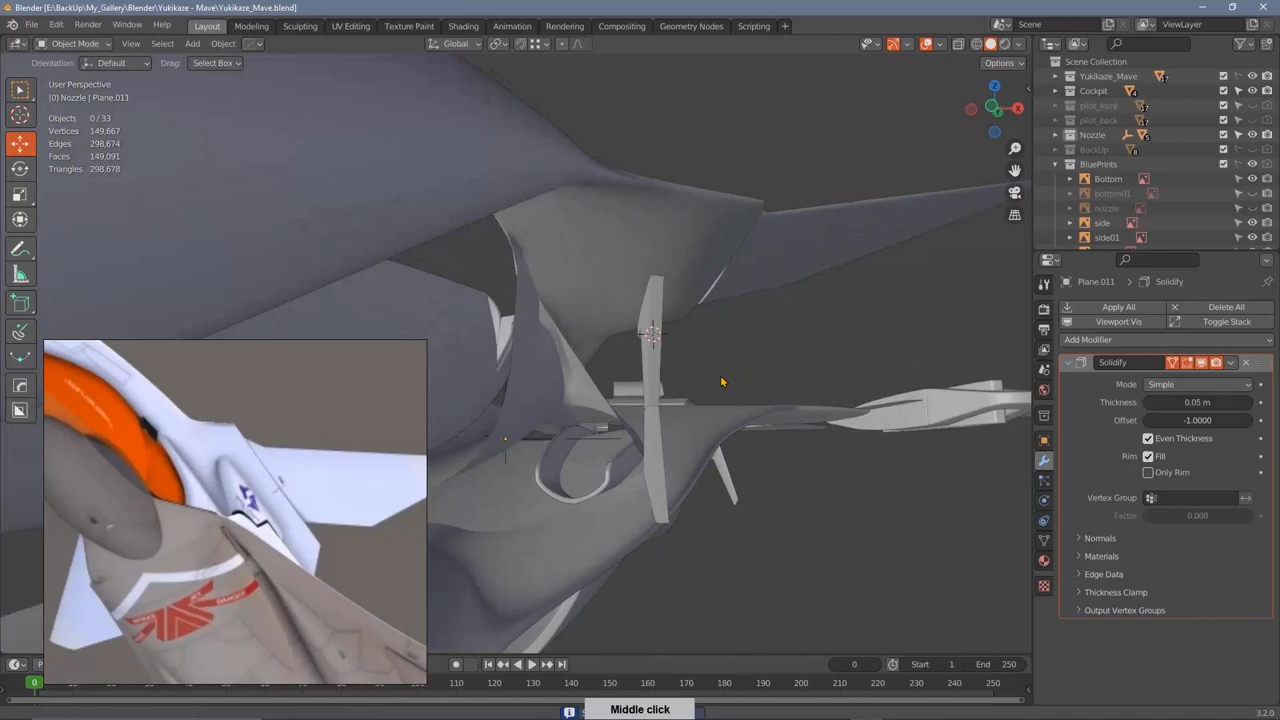 Blender [E:\BackUp\My_Gallery\Blender\Yukikaze - Mave\Yukikaze_Mave.blend]
File Edit Render Window Help Layout Modeling Sculpting UV Editing Texture Paint Shading Animation Rendering Compositing Geometry Nodes Scripting + Scene ViewLayer
Object Mode View Select Add Object Global
Orientation: Default Drag: Select Box Options
User Perspective
(0) Nozzle | Plane.011
Objects 0 / 33
Vertices 149,667
Edges 298,674
Faces 149,091
Triangles 298,678
Z
X
Scene Collection
Yukikaze_Mave
Cockpit
pilot_front
pilot_back
Nozzle
BackUp
BluePrints
Bottom
bottom01
nozzle
side
side01
Plane.011 > Solidify
Apply All Delete All
Viewport Vis Toggle Stack
Add Modifier
Solidify
Mode Simple
Thickness 0.05 m
Offset -1.0000
Even Thickness
Rim Fill
Only Rim
Vertex Group
Factor 0.000
Normals
Materials
Edge Data
Thickness Clamp
Output Vertex Groups
0 Start 1 End 250
0 110 120 130 140 150 160 170 180 190 200 210 220 230 240 250
Middle click
3.2.0